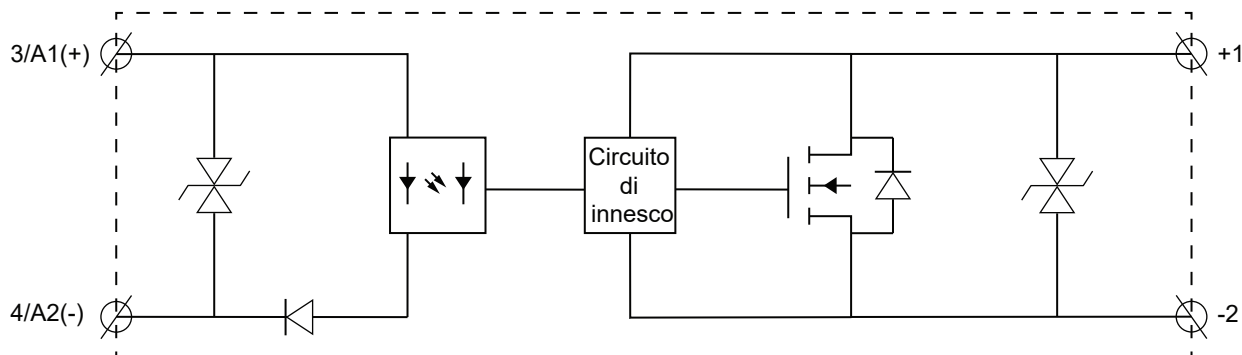 3/A1(+)
+1
Circuito
di
innesco
4/A2(-)
-2